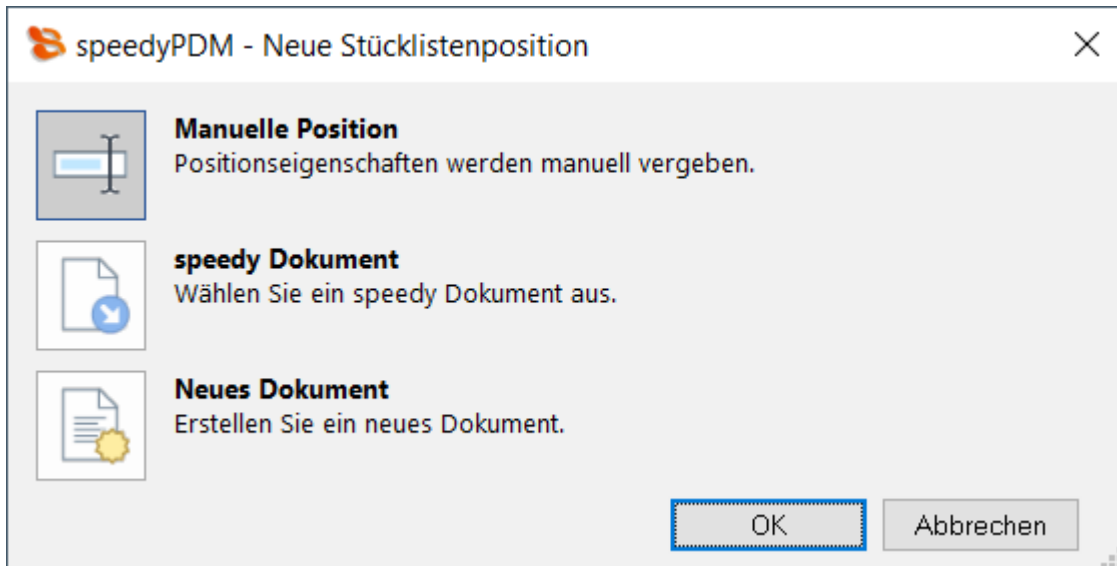 speedyPDM - Neue Stücklistenposition
Manuelle Position
Positionseigenschaften werden manuell vergeben.
speedy Dokument
Wählen Sie ein speedy Dokument aus.
Neues Dokument
Erstellen Sie ein neues Dokument.
OK Abbrechen